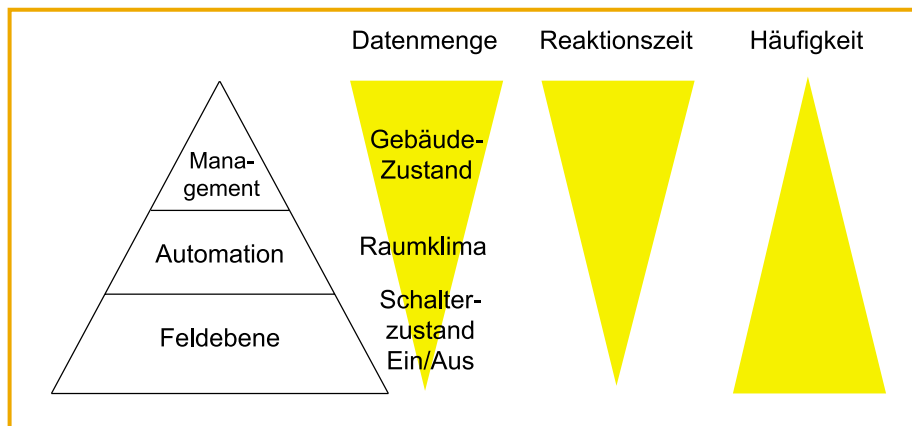 Datenmenge
Reaktionszeit
Häufigkeit
Mana-
gement
Automation
Feldebene
Gebäude-
Zustand
Raumklima
Schalter-
zustand
Ein/Aus